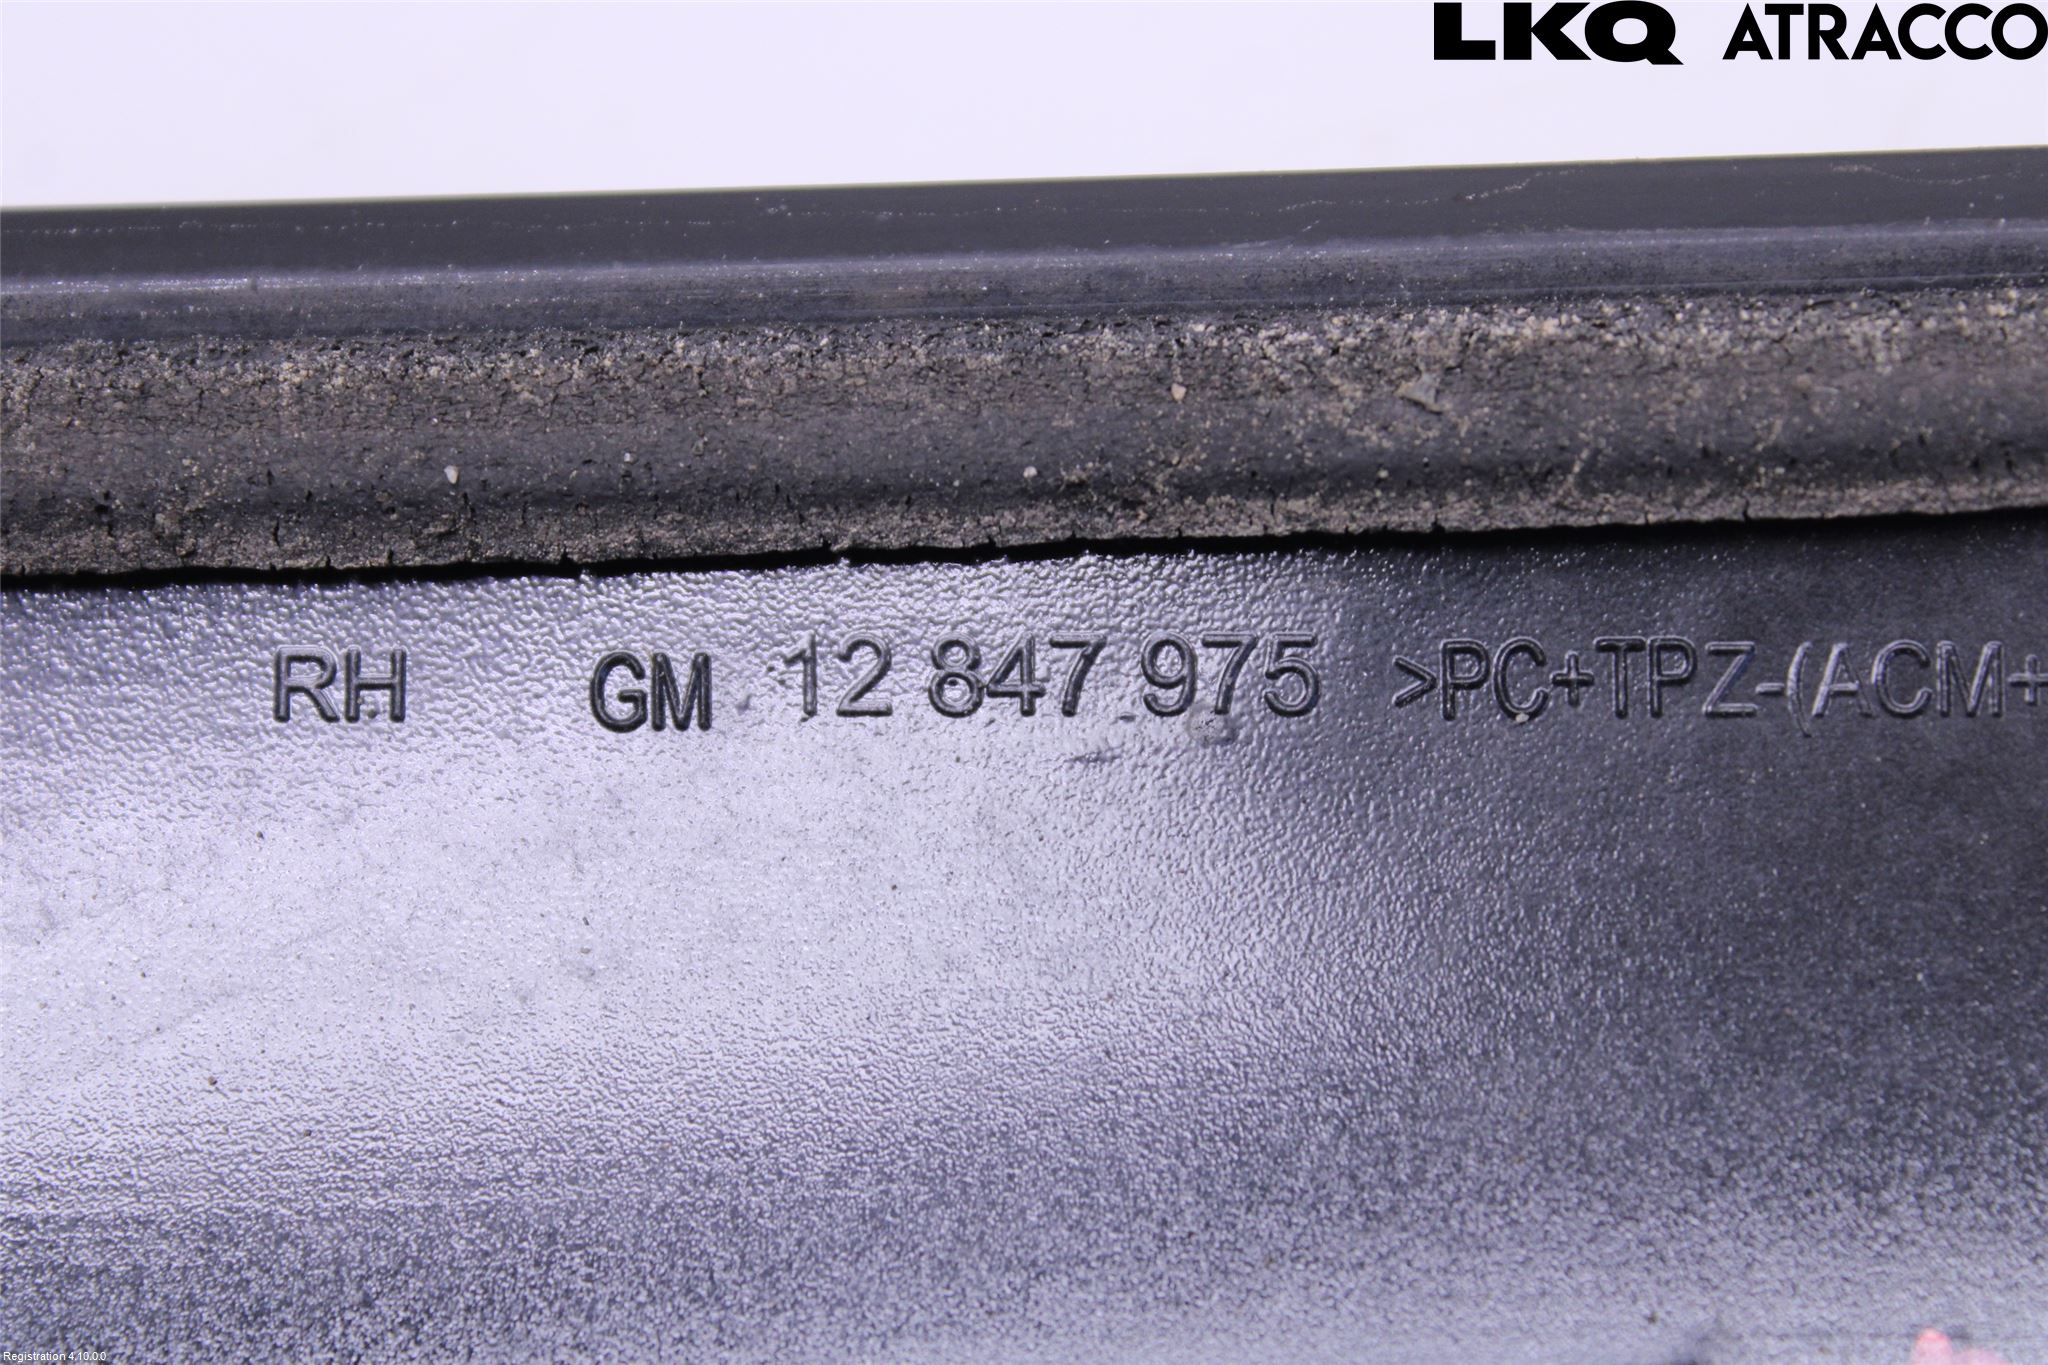 LKQ ATRACCO
RH GM 12 847 975 >PC+TPZ-(ACM+
Registration 4.10.0.0